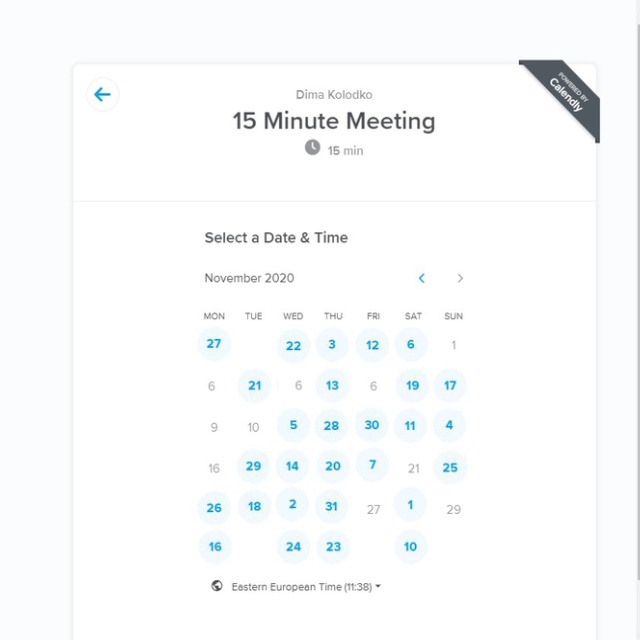 POWERED BY
Calendly
Dima Kolodko
15 Minute Meeting
15 min
Select a Date & Time
November 2020
MON TUE WED THU FRI SAT SUN
27 22 3 12 6 1
6 21 6 13 6 19 17
9 10 5 28 30 11 4
16 29 14 20 7 21 25
26 18 2 31 27 1 29
16 24 23 10
Eastern European Time (11:38)